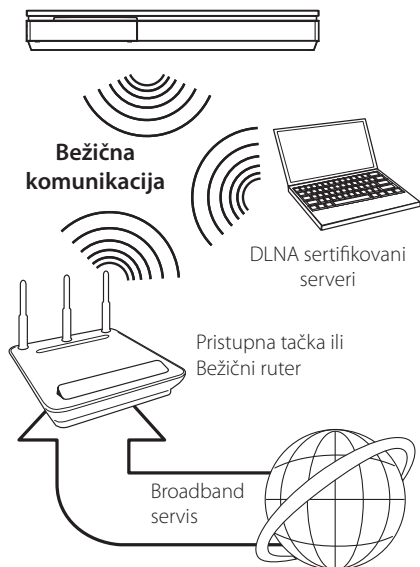 Bežična
komunikacija
DLNA sertifikovani
serveri
Pristupna tačka ili
Bežični ruter
Broadband
servis